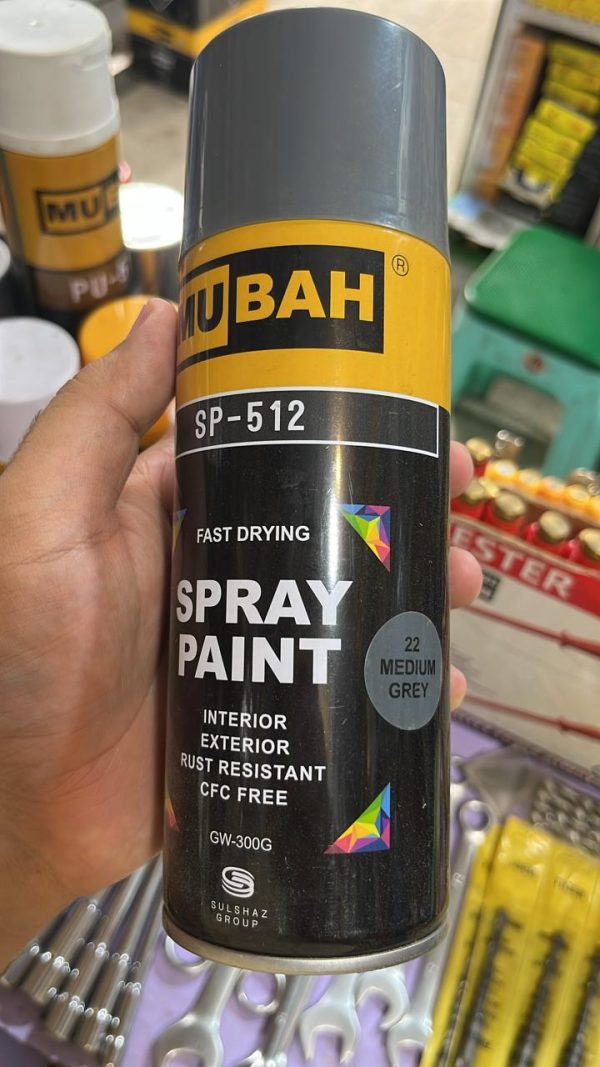 MUBAH
®
SP-512
FAST DRYING
SPRAY
PAINT
22
MEDIUM
GREY
INTERIOR
EXTERIOR
RUST RESISTANT
CFC FREE
GW-300G
SULSHAZ
GROUP
MU
PU-
ESTER